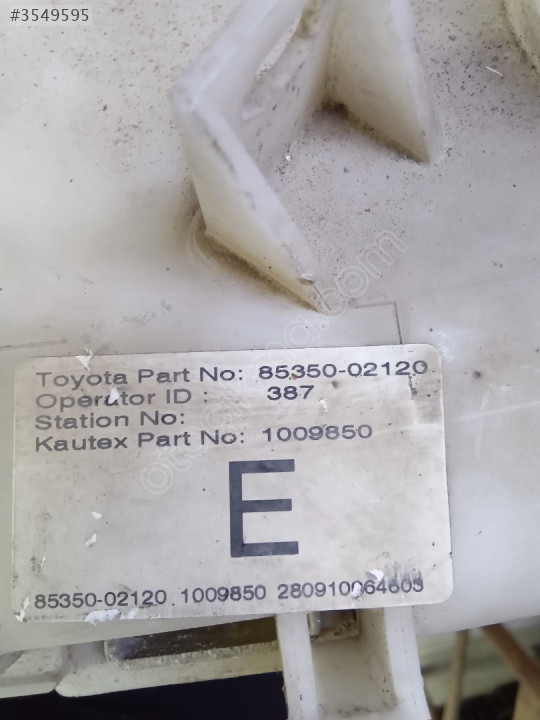 #3549595
Toyota Part No: 85350-02120
Operator ID : 387
Station No:
Kautex Part No: 1009850
E
85350-02120 1009850 280910064603